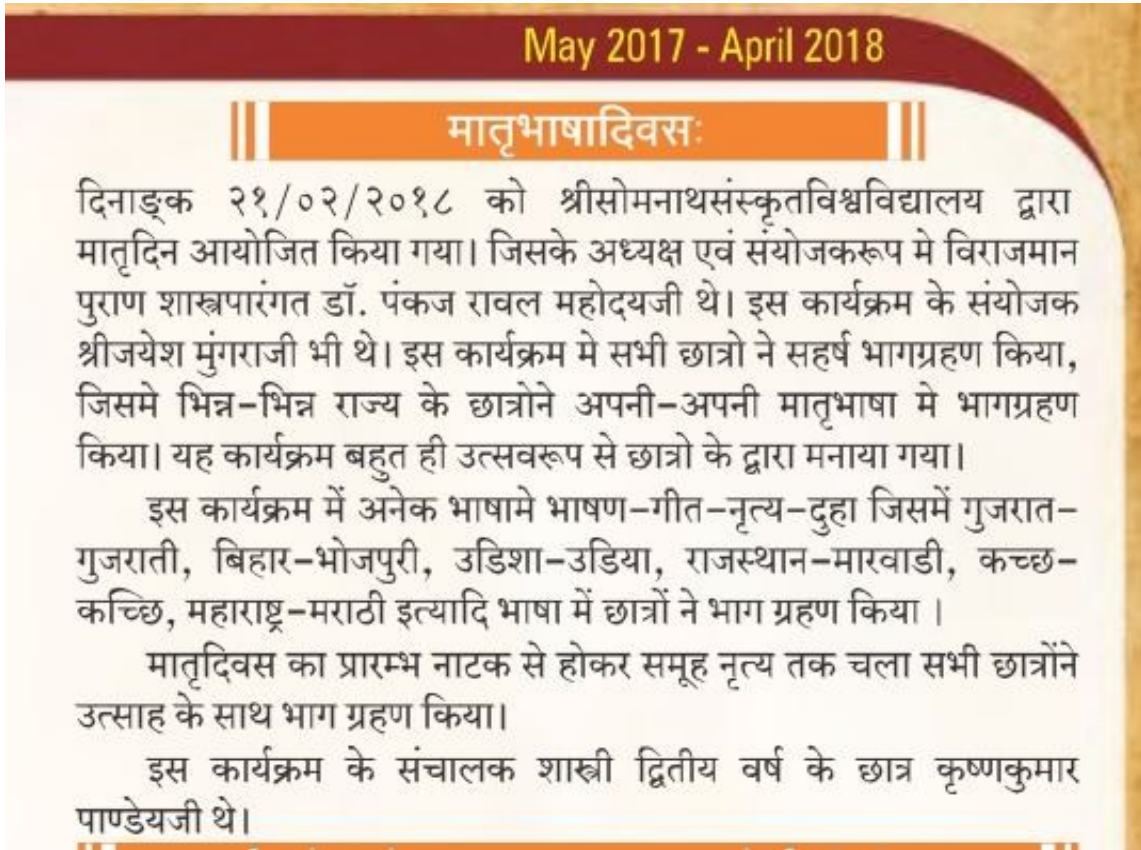 May 2017 - April 2018
मातृभाषादिवसः
दिनाङ्क २१/०२/२०१८ को श्रीसोमनाथसंस्कृतविश्वविद्यालय द्वारा
मातृदिन आयोजित किया गया। जिसके अध्यक्ष एवं संयोजकरूप मे विराजमान
पुराण शास्त्रपारंगत डॉ. पंकज रावल महोदयजी थे। इस कार्यक्रम के संयोजक
श्रीजयेश मुंगराजी भी थे। इस कार्यक्रम मे सभी छात्रो ने सहर्ष भागग्रहण किया,
जिसमे भिन्न-भिन्न राज्य के छात्रोने अपनी-अपनी मातृभाषा मे भागग्रहण
किया। यह कार्यक्रम बहुत ही उत्सवरूप से छात्रो के द्वारा मनाया गया।
इस कार्यक्रम में अनेक भाषामे भाषण-गीत-नृत्य-दुहा जिसमें गुजरात-
गुजराती, बिहार-भोजपुरी, उडिशा-उडिया, राजस्थान-मारवाडी, कच्छ-
कच्छि, महाराष्ट्र-मराठी इत्यादि भाषा में छात्रों ने भाग ग्रहण किया ।
मातृदिवस का प्रारम्भ नाटक से होकर समूह नृत्य तक चला सभी छात्रोंने
उत्साह के साथ भाग ग्रहण किया।
इस कार्यक्रम के संचालक शास्त्री द्वितीय वर्ष के छात्र कृष्णकुमार
पाण्डेयजी थे।